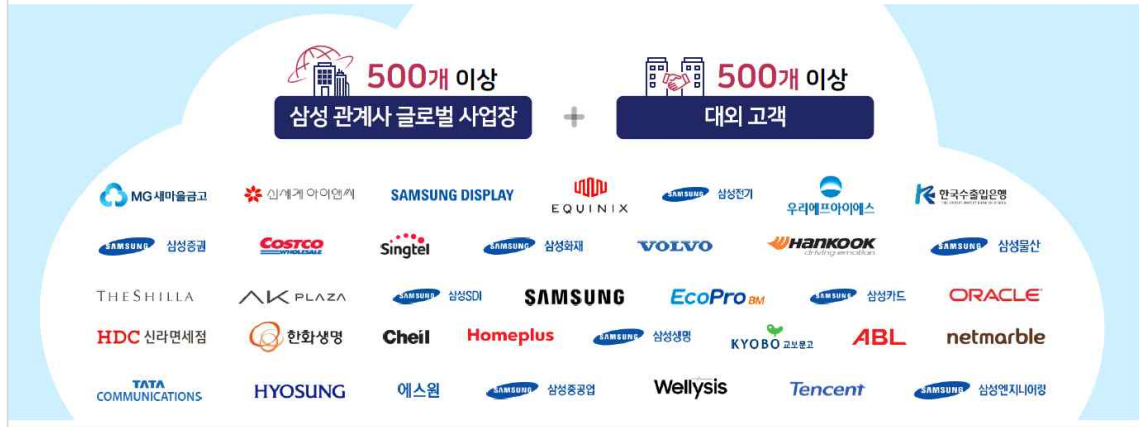 500개 이상
삼성 관계사 글로벌 사업장
+
500개 이상
대외 고객
MG새마을금고 신세계아이앤씨 SAMSUNG DISPLAY EQUINIX SAMSUNG 삼성전기 우리에프아이에스 한국수출입은행
SAMSUNG 삼성증권 COSTCO WHOLESALE Singtel SAMSUNG 삼성화재 VOLVO HANKOOK driving emotion SAMSUNG 삼성물산
THE SHILLA AK PLAZA SAMSUNG 삼성SDI SAMSUNG EcoPro BM SAMSUNG 삼성카드 ORACLE
HDC 신라면세점 한화생명 Cheil Homeplus SAMSUNG 삼성생명 KYOBO 교보문고 ABL netmarble
TATA COMMUNICATIONS HYOSUNG 에스원 SAMSUNG 삼성중공업 Wellysis Tencent SAMSUNG 삼성엔지니어링